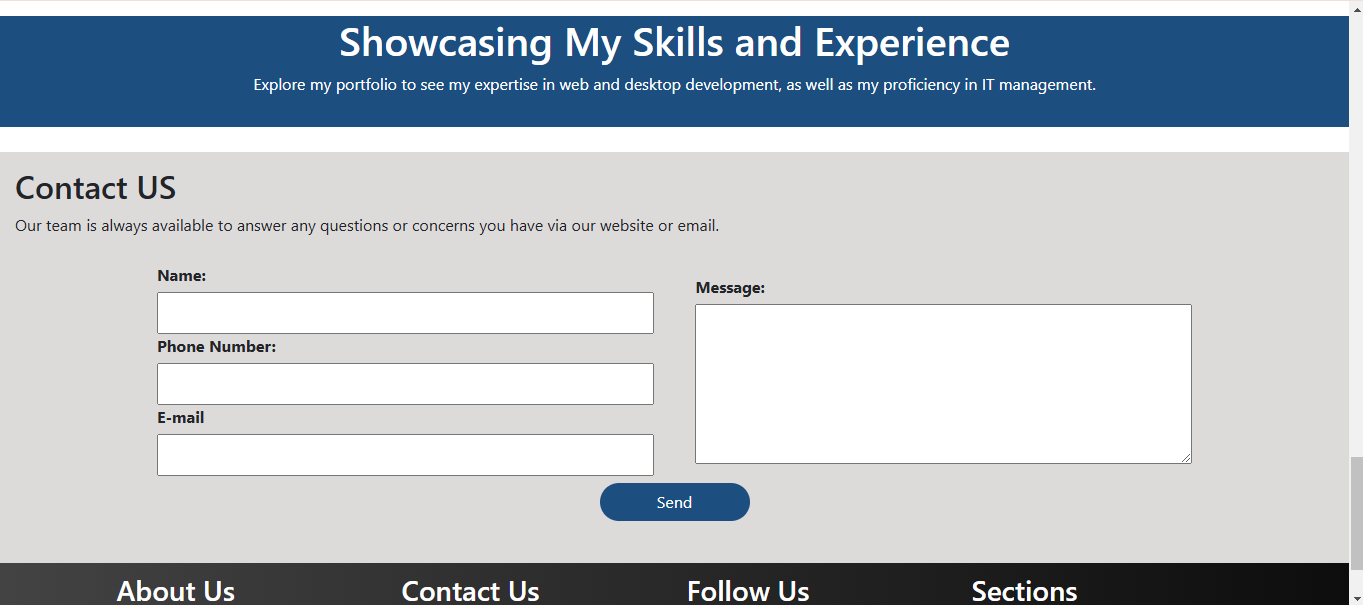 Showcasing My Skills and Experience
Explore my portfolio to see my expertise in web and desktop development, as well as my proficiency in IT management.
Contact US
Our team is always available to answer any questions or concerns you have via our website or email.
Name:
Phone Number:
E-mail
Message:
Send
About Us
Contact Us
Follow Us
Sections